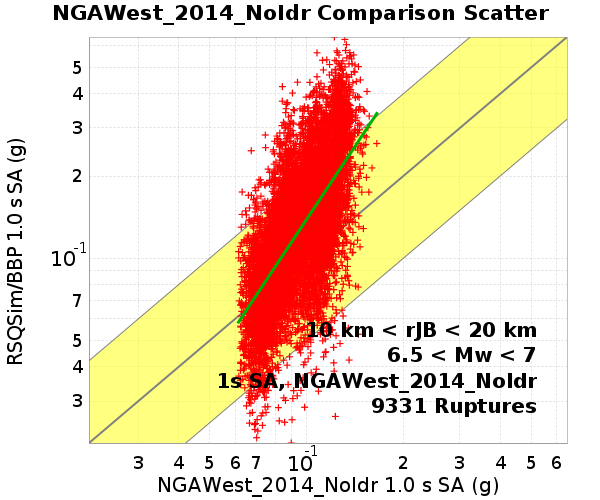 NGAWest_2014_NoIdr Comparison Scatter
5
4
3
2
10-1
7
5
4
3
RSQSim/BBP 1.0 s SA (g)
10 km < rJB < 20 km
6.5 < Mw < 7
1s SA, NGAWest_2014_NoIdr
9331 Ruptures
3 4 5 6 7 10-1 2 3 4 5 6
NGAWest_2014_NoIdr 1.0 s SA (g)